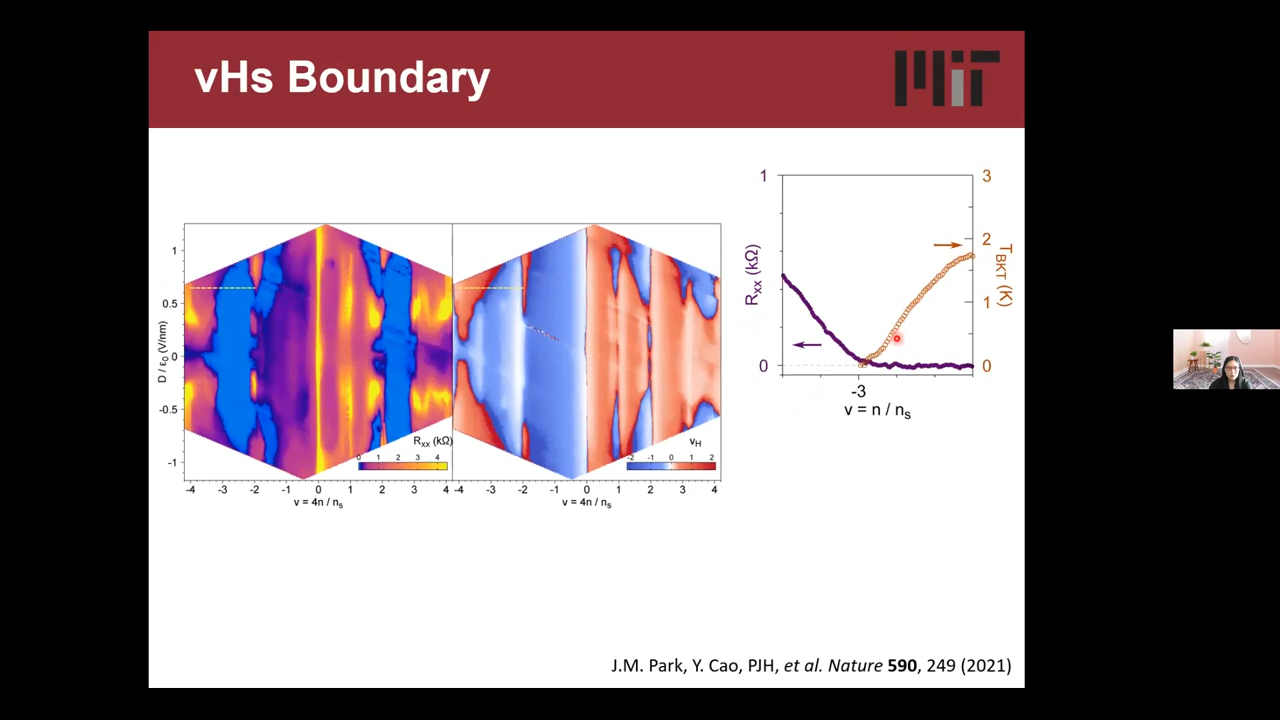 vHs Boundary
MIT
D / ε0 (V/nm)
1
0.5
0
-0.5
-1
Rxx (kΩ)
0 1 2 3 4
-4 -3 -2 -1 0 1 2 3 4
ν = 4n / ns
νH
-2 -1 0 1 2
-4 -3 -2 -1 0 1 2 3 4
ν = 4n / ns
1
0
Rxx (kΩ)
3
2
1
0
TBKT (K)
-3
ν = n / ns
J.M. Park, Y. Cao, PJH, et al. Nature 590, 249 (2021)